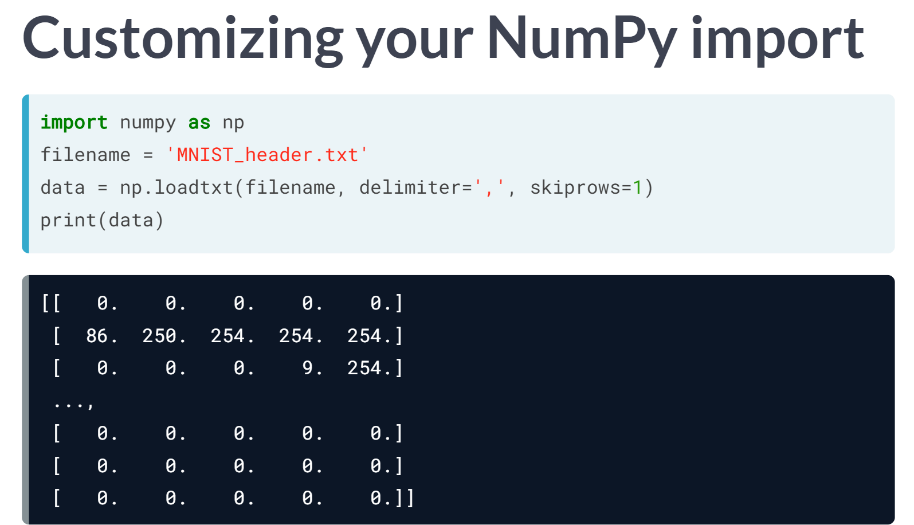 Customizing your NumPy import
import numpy as np
filename = 'MNIST_header.txt'
data = np.loadtxt(filename, delimiter=',', skiprows=1)
print(data)
[[   0.    0.    0.    0.    0.]
 [  86.  250.  254.  254.  254.]
 [   0.    0.    0.    9.  254.]
 ...,
 [   0.    0.    0.    0.    0.]
 [   0.    0.    0.    0.    0.]
 [   0.    0.    0.    0.    0.]]